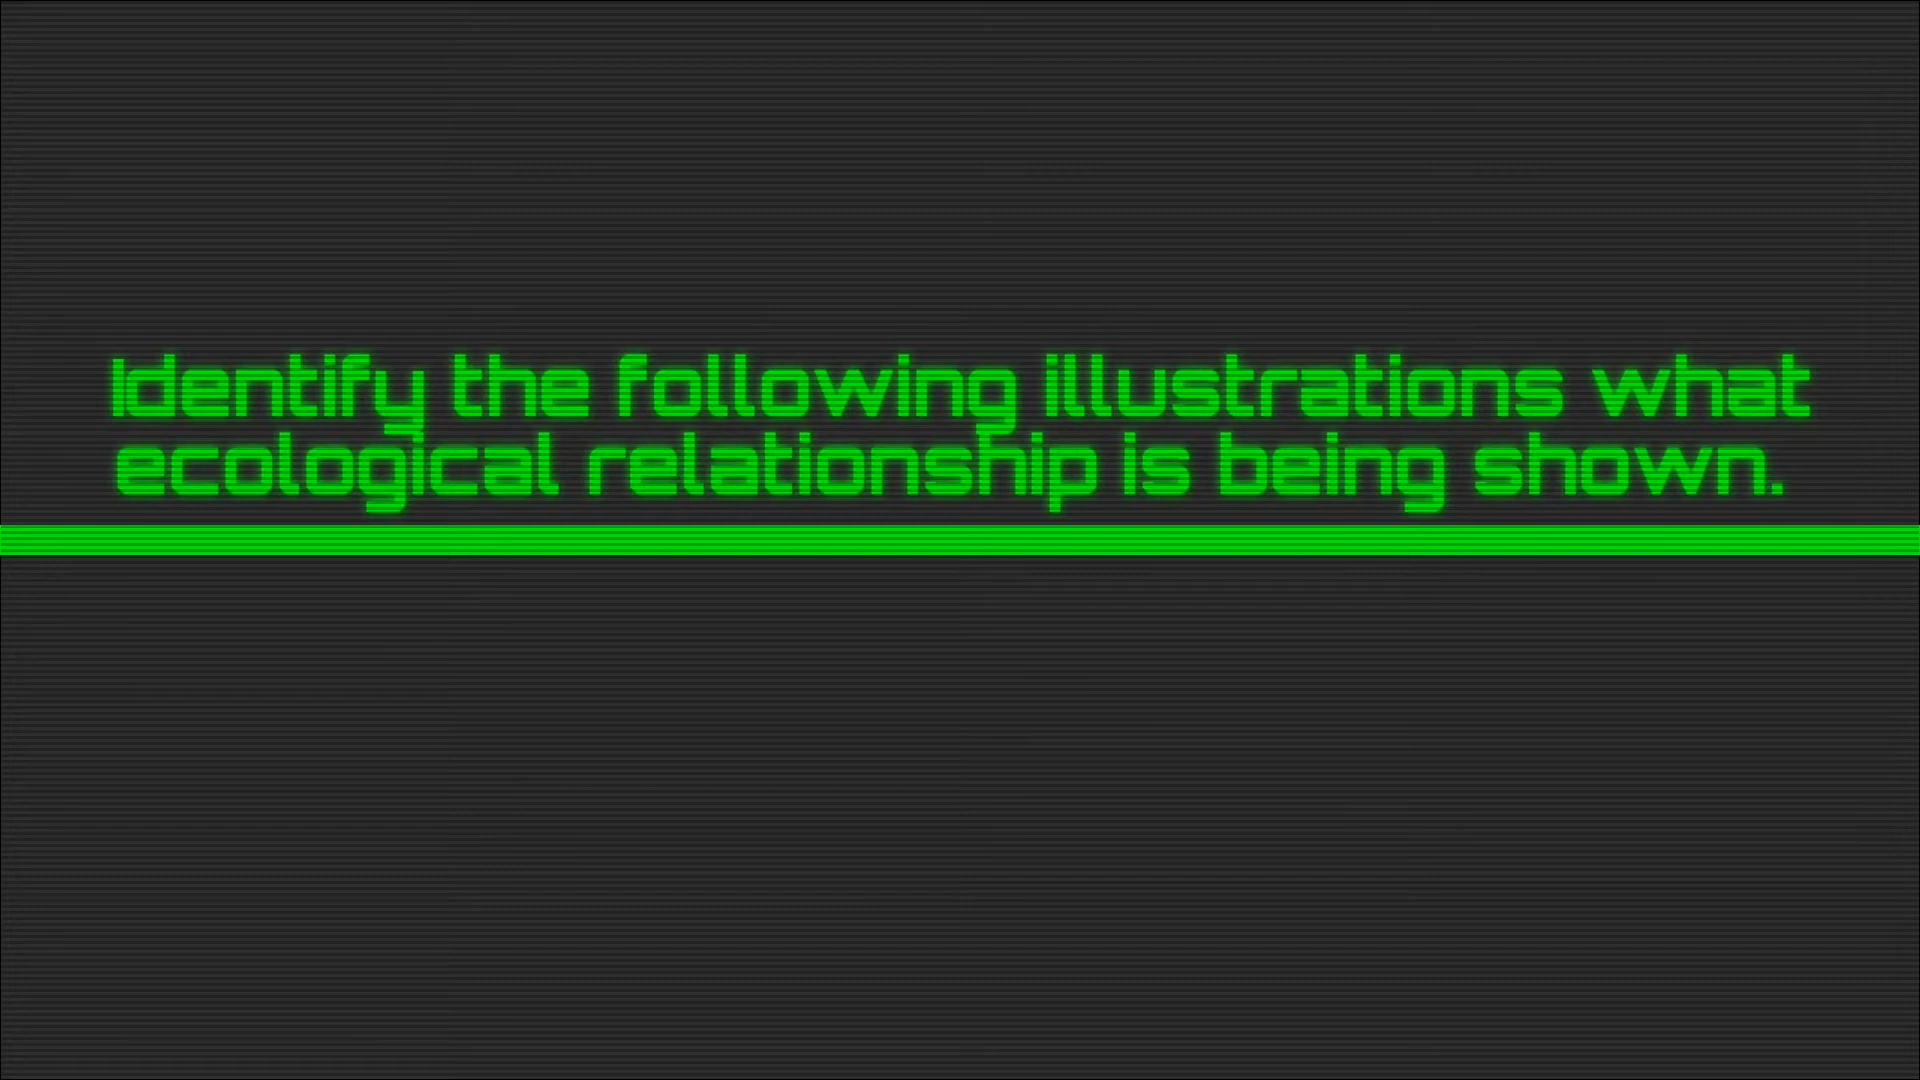 Identify the following illustrations what
ecological relationship is being shown.